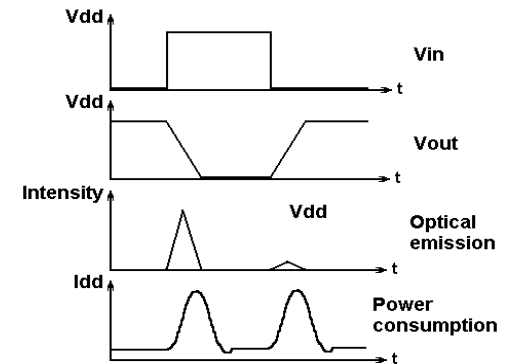 Vdd
Vin
t
Vdd
Vout
t
Intensity
Vdd
Optical
emission
t
Idd
Power
consumption
t